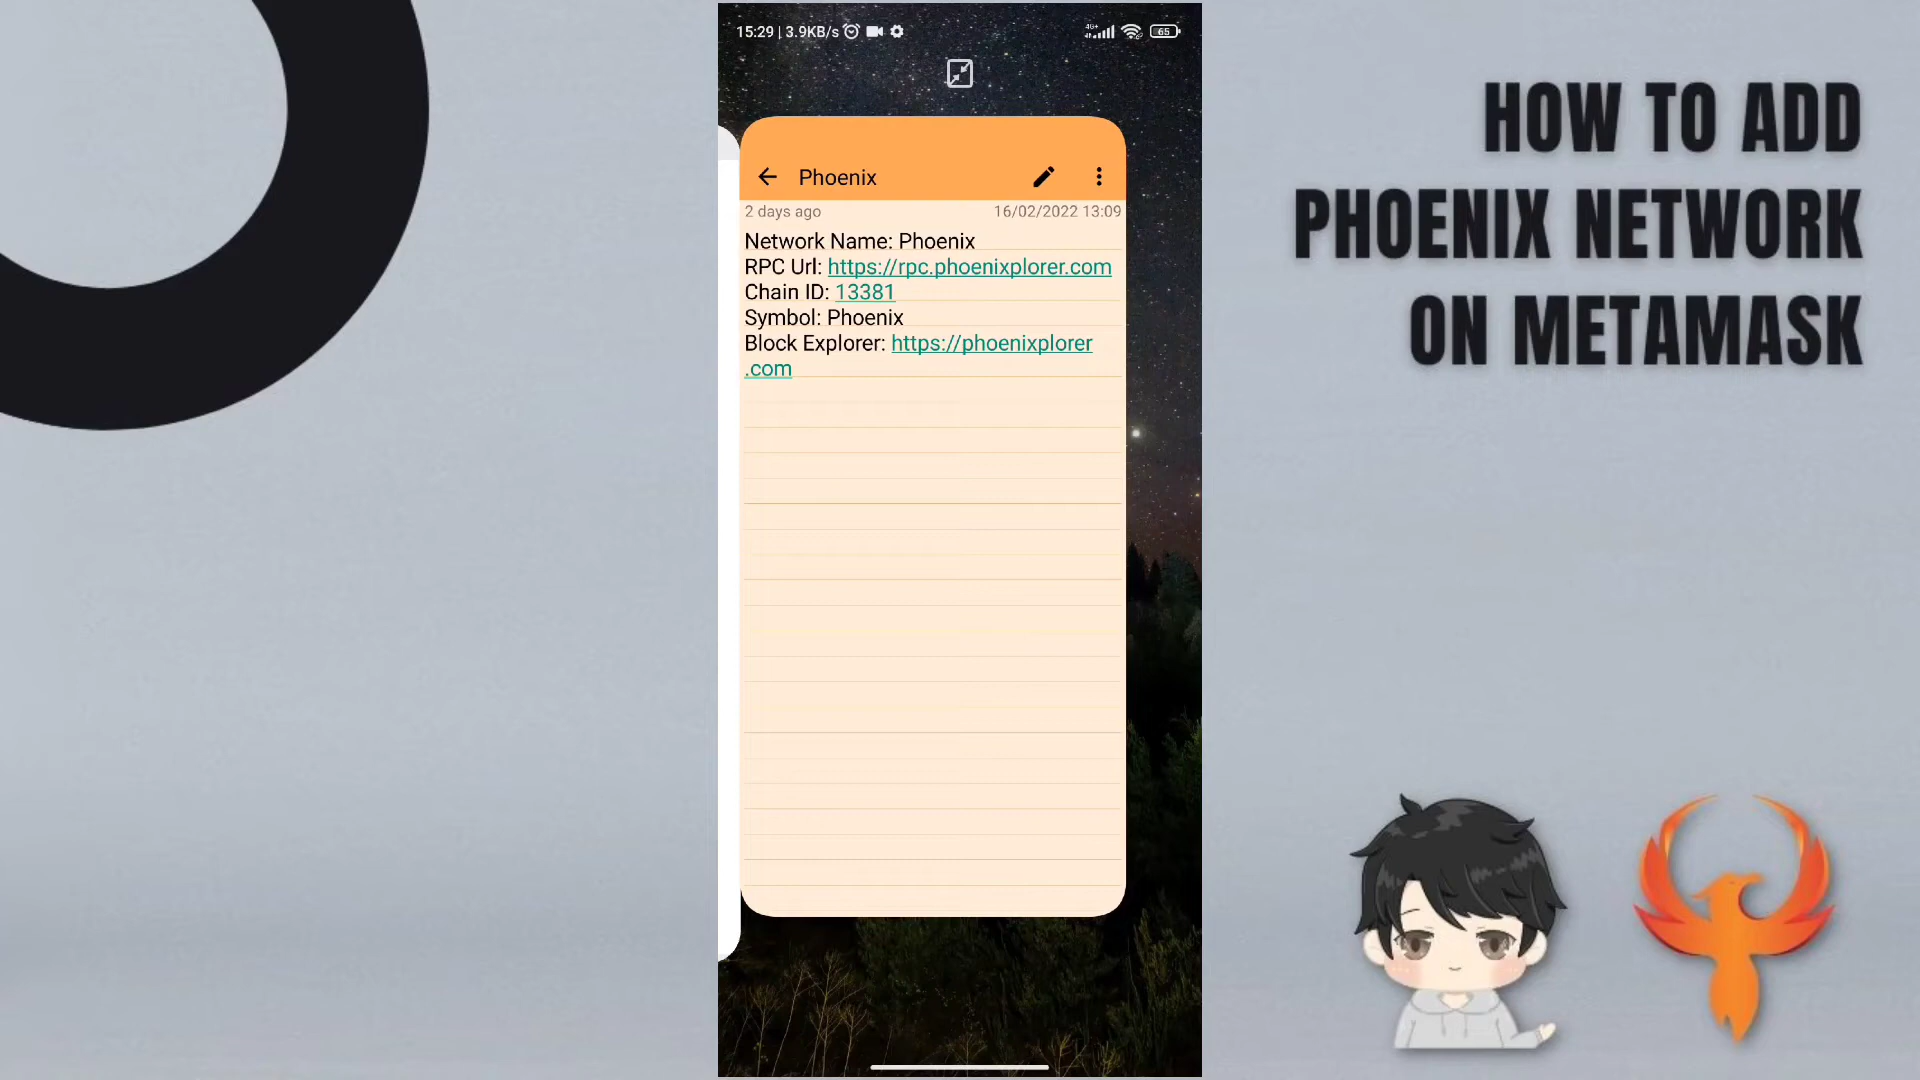 15:29 | 3.9KB/s
65
HOW TO ADD
PHOENIX NETWORK
ON METAMASK
Phoenix
2 days ago 16/02/2022 13:09
Network Name: Phoenix
RPC Url: https://rpc.phoenixplorer.com
Chain ID: 13381
Symbol: Phoenix
Block Explorer: https://phoenixplorer
.com